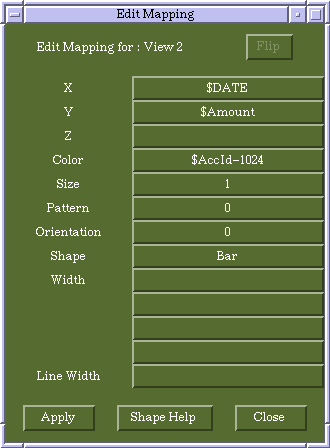 Edit Mapping
Edit Mapping for : View 2 Flip
X $DATE
Y $Amount
Z
Color $AccId-1024
Size 1
Pattern 0
Orientation 0
Shape Bar
Width
Line Width
Apply Shape Help Close